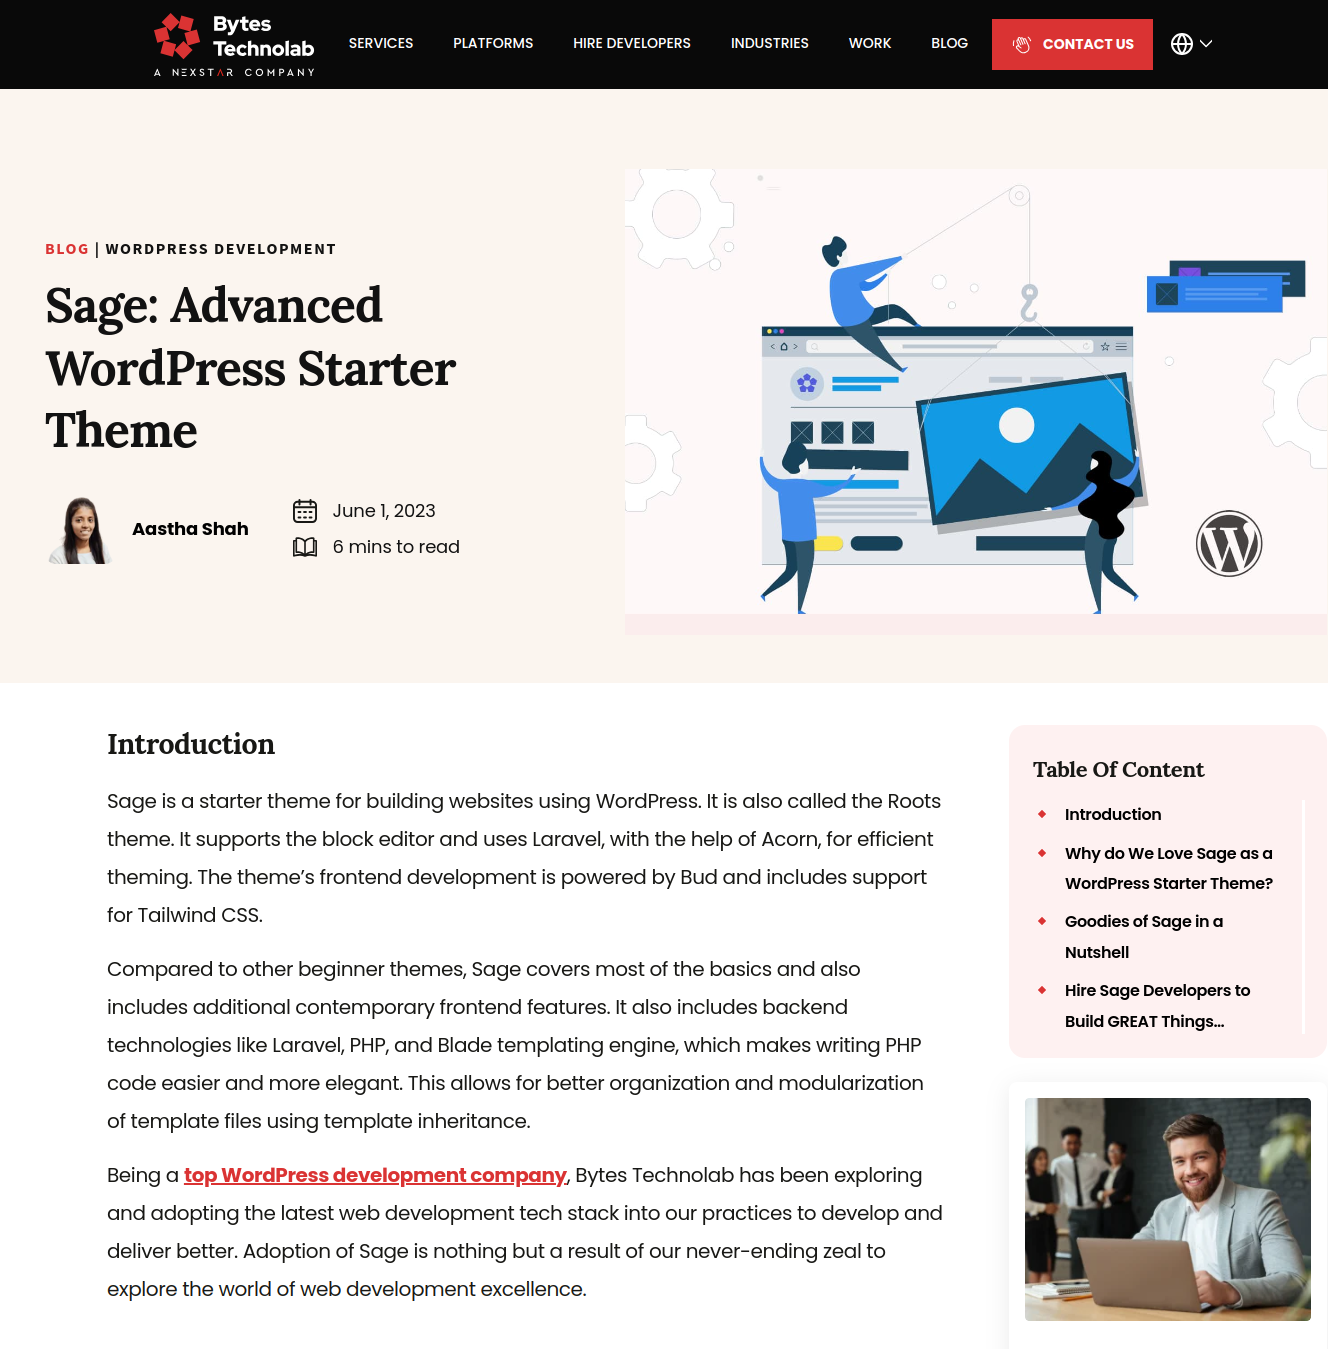 Bytes
Technolab
A NEXSTAR COMPANY
SERVICES
PLATFORMS
HIRE DEVELOPERS
INDUSTRIES
WORK
BLOG
CONTACT US
BLOG | WORDPRESS DEVELOPMENT
Sage: Advanced
WordPress Starter
Theme
Aastha Shah
June 1, 2023
6 mins to read
Introduction
Sage is a starter theme for building websites using WordPress. It is also called the Roots
theme. It supports the block editor and uses Laravel, with the help of Acorn, for efficient
theming. The theme’s frontend development is powered by Bud and includes support
for Tailwind CSS.
Compared to other beginner themes, Sage covers most of the basics and also
includes additional contemporary frontend features. It also includes backend
technologies like Laravel, PHP, and Blade templating engine, which makes writing PHP
code easier and more elegant. This allows for better organization and modularization
of template files using template inheritance.
Being a top WordPress development company, Bytes Technolab has been exploring
and adopting the latest web development tech stack into our practices to develop and
deliver better. Adoption of Sage is nothing but a result of our never-ending zeal to
explore the world of web development excellence.
Table Of Content
Introduction
Why do We Love Sage as a
WordPress Starter Theme?
Goodies of Sage in a
Nutshell
Hire Sage Developers to
Build GREAT Things…